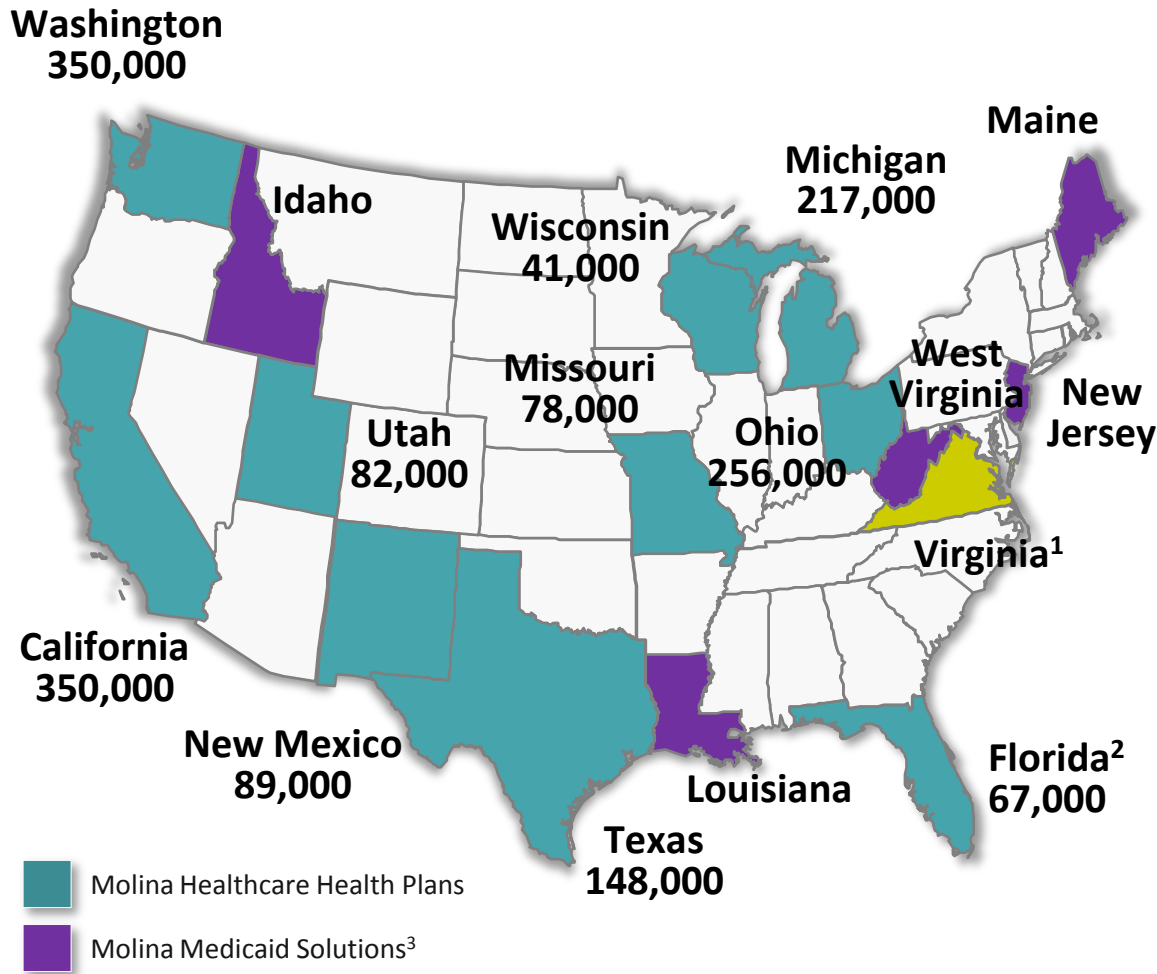 Washington
350,000
Maine
Michigan
217,000
Idaho
Wisconsin
41,000
West
Virginia
Missouri
78,000
New
Jersey
Utah
82,000
Ohio
256,000
Virginia1
California
350,000
New Mexico
89,000
Florida2
67,000
Louisiana
Texas
148,000
Molina Healthcare Health Plans
Molina Medicaid Solutions3